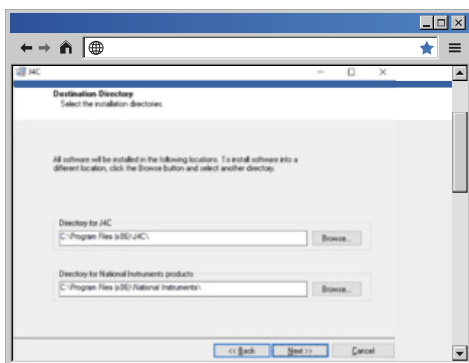 J4C
Destination Directory
Select the installation directories.
All software will be installed in the following locations. To install software into a
different location, click the Browse button and select another directory.
Directory for J4C
C:\Program Files (x86)\J4C\
Browse...
Directory for National Instruments products
C:\Program Files (x86)\National Instruments\
Browse...
<< Back
Next >>
Cancel